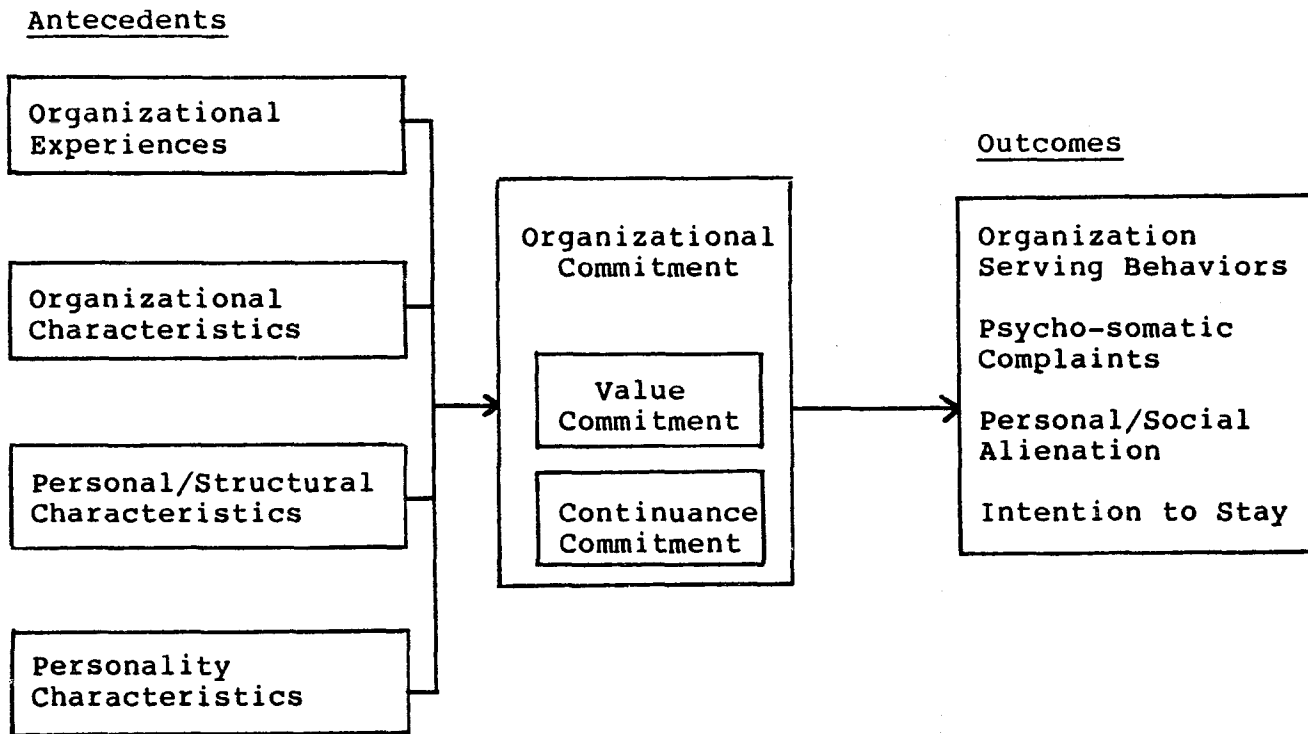 Antecedents
Organizational
Experiences
Organizational
Characteristics
Personal/Structural
Characteristics
Personality
Characteristics
Organizational
Commitment
Value
Commitment
Continuance
Commitment
Outcomes
Organization
Serving Behaviors
Psycho-somatic
Complaints
Personal/Social
Alienation
Intention to Stay